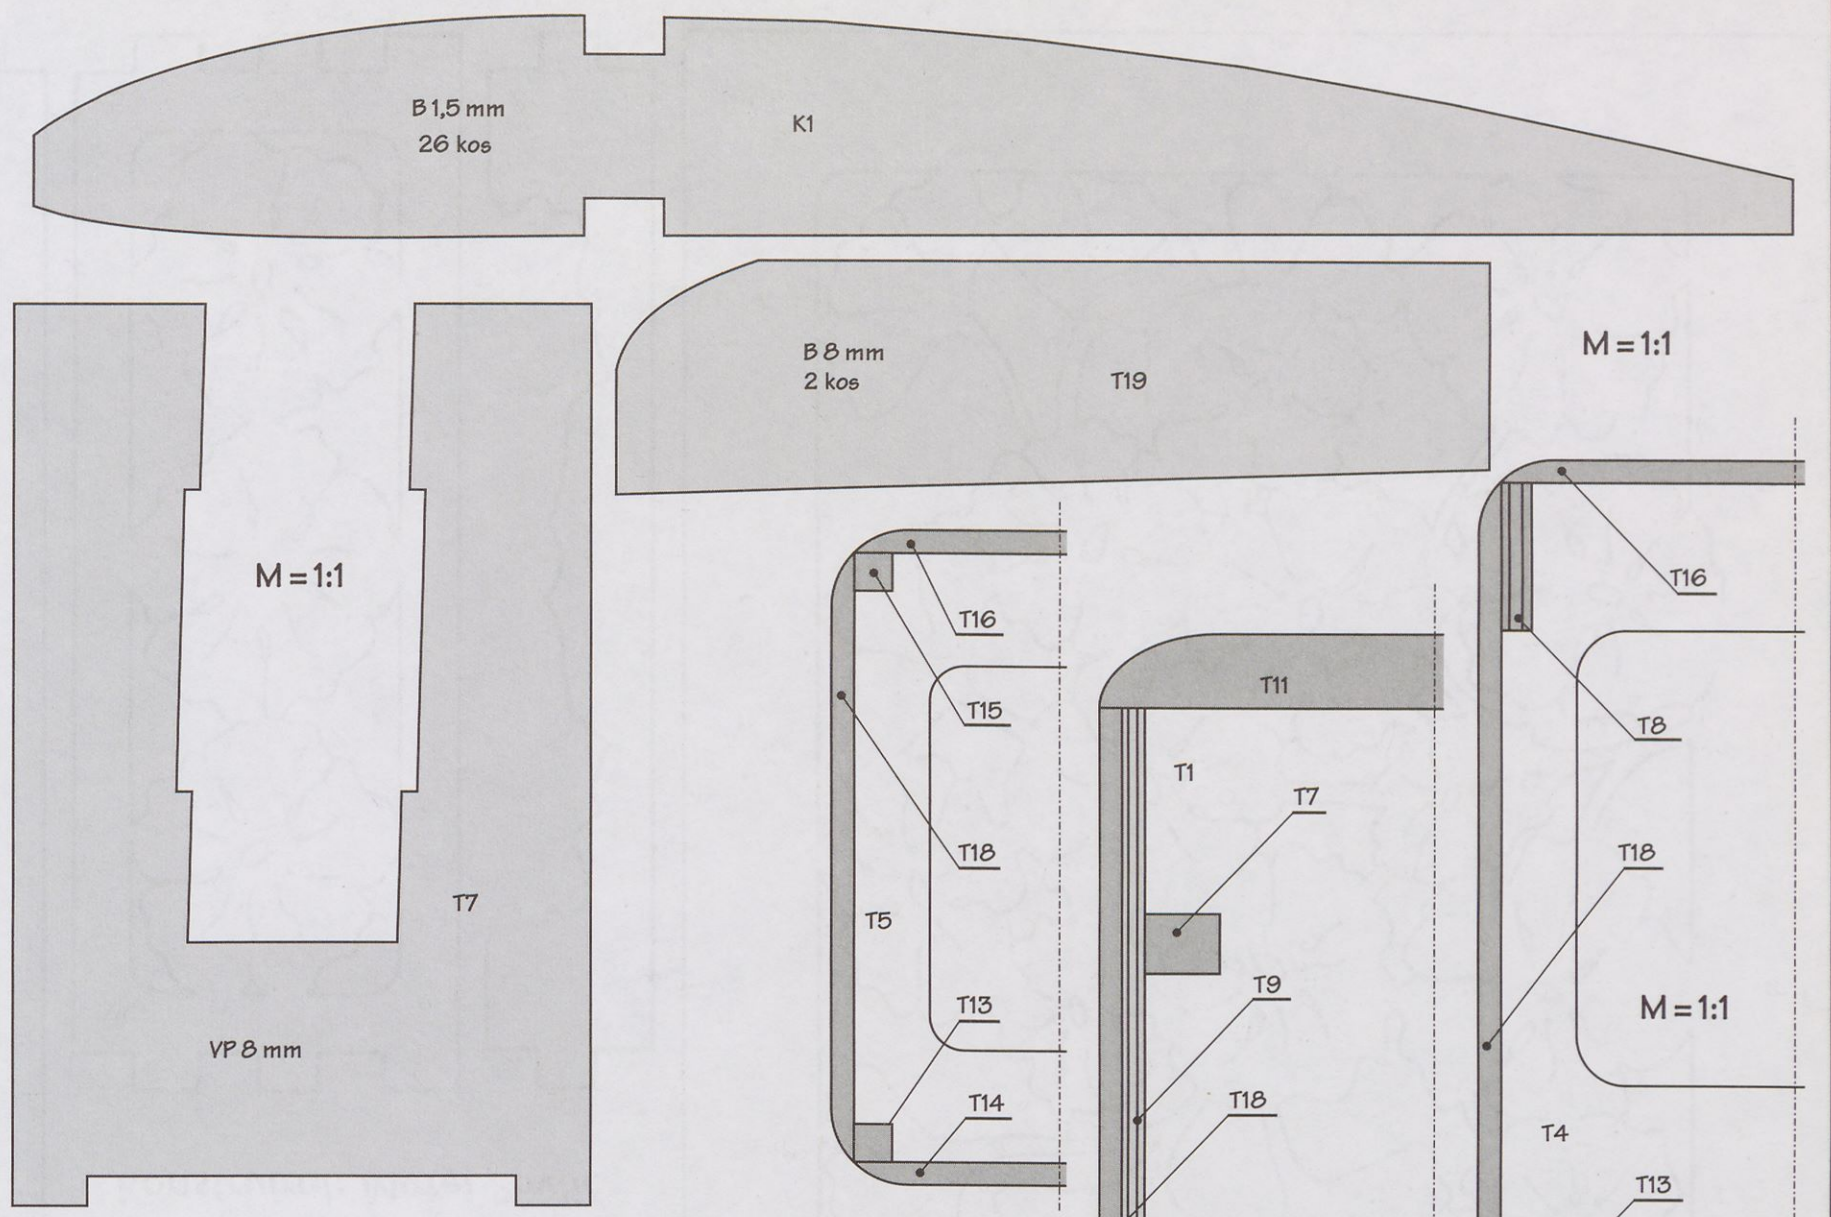 B 1,5 mm
26 kos
K1
B 8 mm
2 kos
T19
M = 1:1
M = 1:1
T7
VP 8 mm
T16
T15
T18
T5
T13
T14
T11
T1
T7
T9
T18
T16
T8
T18
M = 1:1
T4
T13